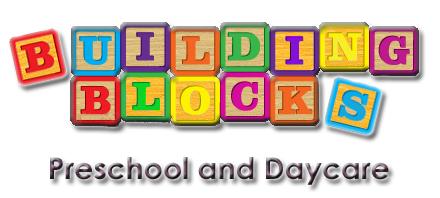 BUILDING
BLOCKS
Preschool and Daycare